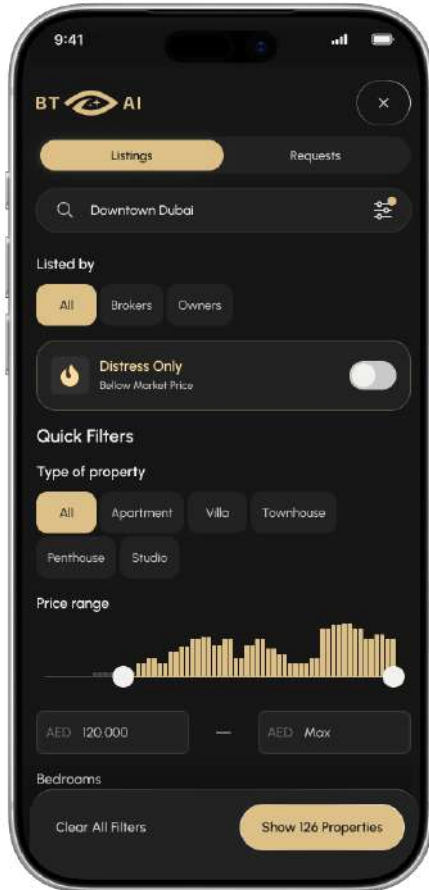 9:41
BT AI
Listings Requests
Downtown Dubai
Listed by
All Brokers Owners
Distress Only
Bellow Market Price
Quick Filters
Type of property
All Apartment Villa Townhouse
Penthouse Studio
Price range
AED 120.000 — AED Max
Bedrooms
Clear All Filters Show 126 Properties